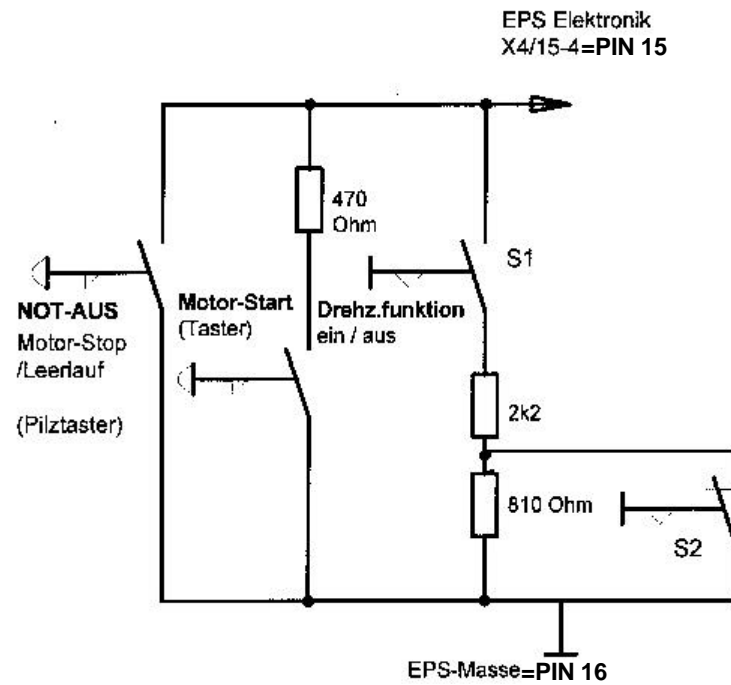 EPS Elektronik
X4/15-4=PIN 15
470
Ohm
S1
NOT-AUS
Motor-Stop
/Leerlauf
(Pilztaster)
Motor-Start
(Taster)
Drehz.funktion
ein / aus
2k2
810 Ohm
S2
EPS-Masse=PIN 16